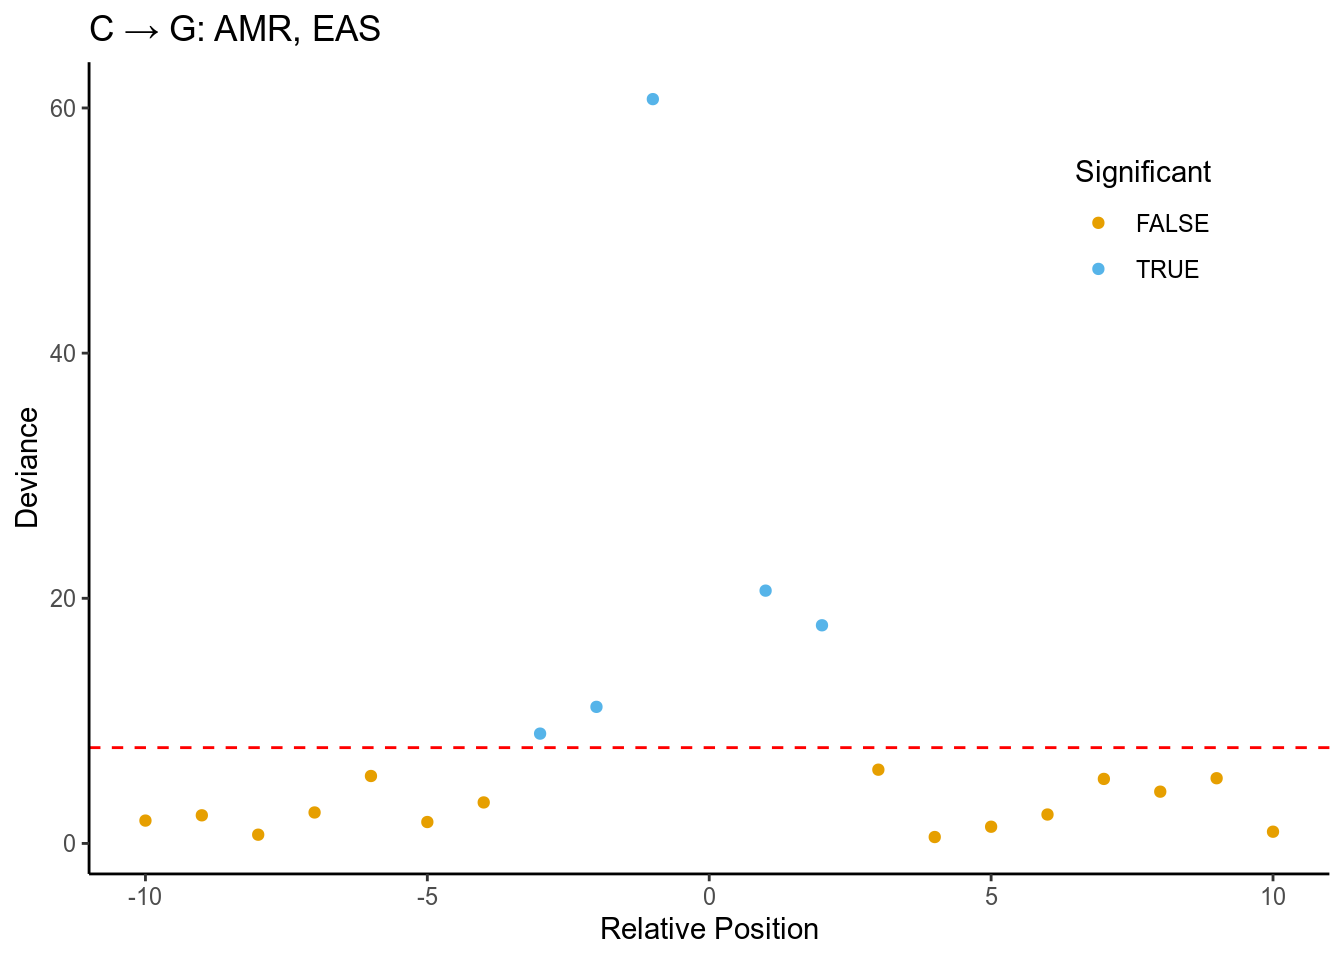 C → G: AMR, EAS
60
40
20
0
Deviance
Significant
FALSE
TRUE
-10
-5
0
5
10
Relative Position